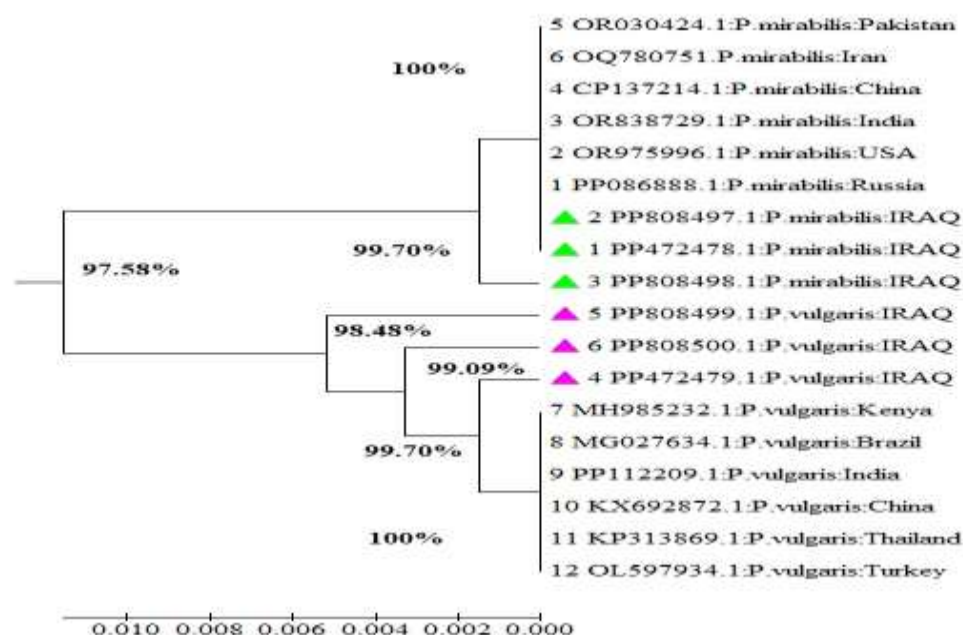 5 OR030424.1:P.mirabilis:Pakistan
6 OQ780751.P.mirabilis:Iran
100%
4 CP137214.1:P.mirabilis:China
3 OR838729.1:P.mirabilis:India
2 OR975996.1:P.mirabilis:USA
1 PP086888.1:P.mirabilis:Russia
2 PP808497.1:P.mirabilis:IRAQ
99.70%
1 PP472478.1:P.mirabilis:IRAQ
97.58%
3 PP808498.1:P.mirabilis:IRAQ
5 PP808499.1:P.vulgaris:IRAQ
98.48%
6 PP808500.1:P.vulgaris:IRAQ
99.09%
4 PP472479.1:P.vulgaris:IRAQ
7 MH985232.1:P.vulgaris:Kenya
8 MG027634.1:P.vulgaris:Brazil
99.70%
9 PP112209.1:P.vulgaris:India
10 KX692872.1:P.vulgaris:China
100%
11 KP313869.1:P.vulgaris:Thailand
12 OL597934.1:P.vulgaris:Turkey
0.010 0.008 0.006 0.004 0.002 0.000